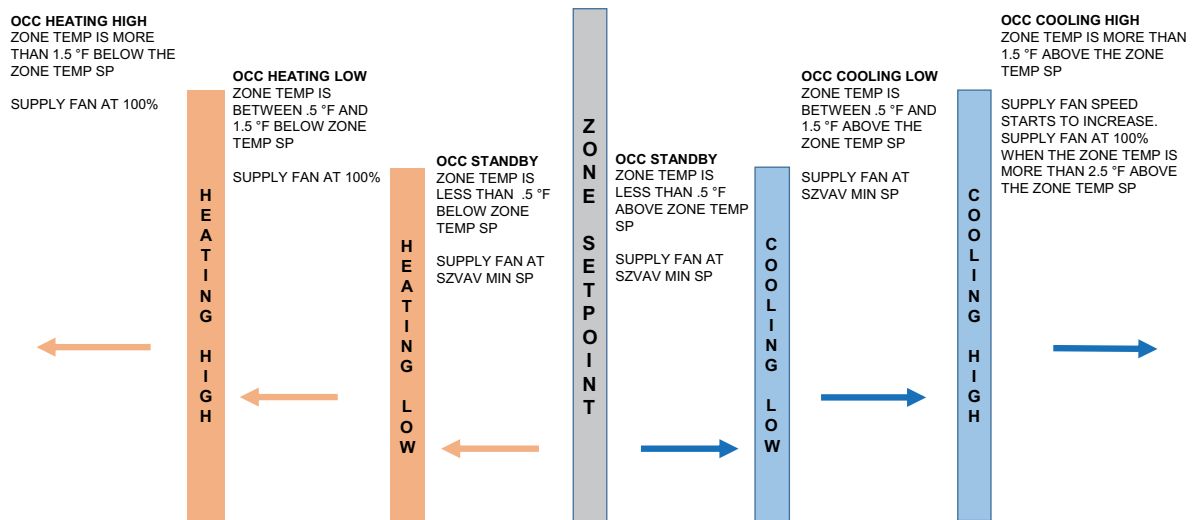 OCC HEATING HIGH
ZONE TEMP IS MORE
THAN 1.5 °F BELOW THE
ZONE TEMP SP
SUPPLY FAN AT 100%
HEATING HIGH
OCC HEATING LOW
ZONE TEMP IS
BETWEEN .5 °F AND
1.5 °F BELOW ZONE
TEMP SP
SUPPLY FAN AT 100%
HEATING LOW
OCC STANDBY
ZONE TEMP IS
LESS THAN .5 °F
BELOW ZONE
TEMP SP
SUPPLY FAN AT
SZVAV MIN SP
ZONE SETPOINT
OCC STANDBY
ZONE TEMP IS
LESS THAN .5 °F
ABOVE ZONE TEMP
SP
SUPPLY FAN AT
SZVAV MIN SP
COOLING LOW
OCC COOLING LOW
ZONE TEMP IS
BETWEEN .5 °F AND
1.5 °F ABOVE THE
ZONE TEMP SP
SUPPLY FAN AT
SZVAV MIN SP
COOLING HIGH
OCC COOLING HIGH
ZONE TEMP IS MORE THAN
1.5 °F ABOVE THE ZONE
TEMP SP
SUPPLY FAN SPEED
STARTS TO INCREASE.
SUPPLY FAN AT 100%
WHEN THE ZONE TEMP IS
MORE THAN 2.5 °F ABOVE
THE ZONE TEMP SP